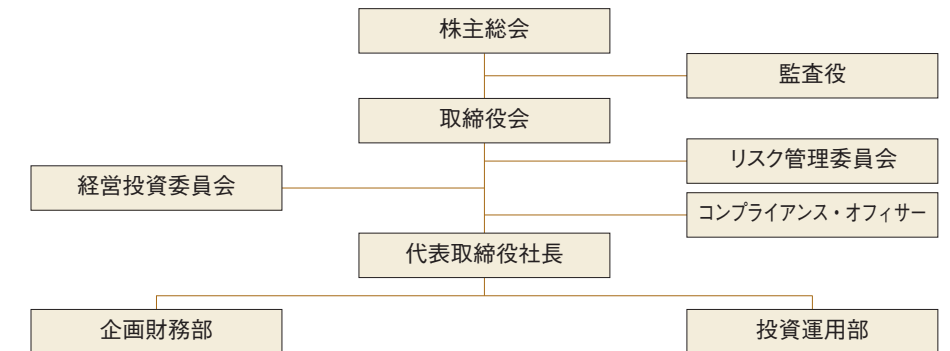 株主総会
監査役
取締役会
リスク管理委員会
経営投資委員会
コンプライアンス・オフィサー
代表取締役社長
企画財務部
投資運用部